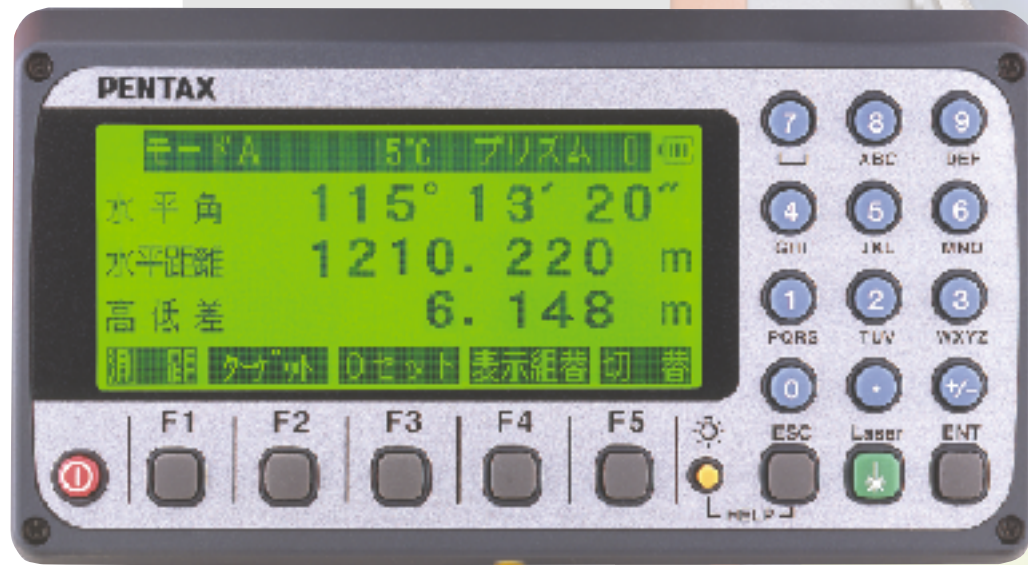 PENTAX
モードA 15℃ プリズム 0
水平角 115° 13′ 20″
水平距離 1210.220 m
高低差 6.148 m
測距 ターゲット 0セット 表示組替 切替
F1 F2 F3 F4 F5
HELP
7 8 9
ABC DEF
4 5 6
GHI JKL MNO
1 2 3
PQRS TUV WXYZ
0 . +/-
ESC Laser ENT